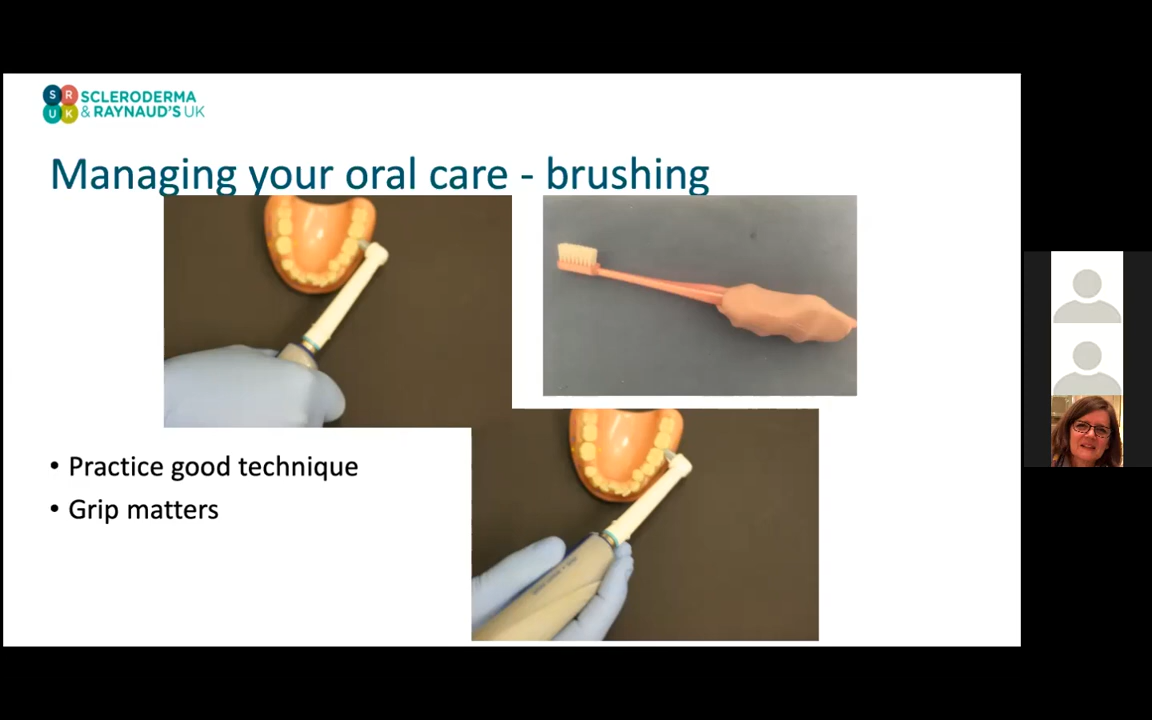 S R
U K
SCLERODERMA
& RAYNAUD'S UK
Managing your oral care - brushing
• Practice good technique
• Grip matters